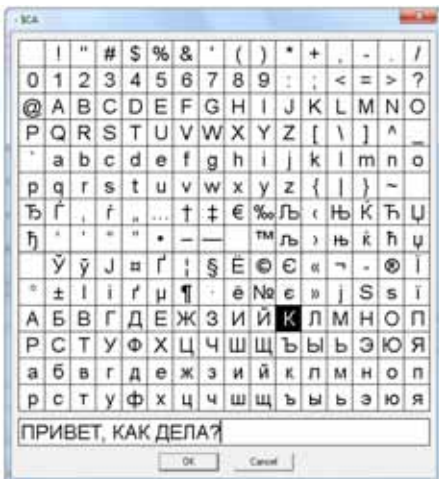 SCA
! " # $ % & ' ( ) * + , - . /
0 1 2 3 4 5 6 7 8 9 : ; < = > ?
@ A B C D E F G H I J K L M N O
P Q R S T U V W X Y Z [ \ ] ^ _
` a b c d e f g h i j k l m n o
p q r s t u v w x y z { | } ~
Ђ Ѓ ‚ ѓ „ … † ‡ € ‰ Љ ‹ Њ Ќ Ћ Џ
ђ ‘ ’ “ ” • – — ™ љ › њ ќ ћ џ
Ў ў Ј ¤ Ґ ¦ § Ё © Є « ¬ - ® Ї
° ± І і ґ µ ¶ · ё № є » ј Ѕ ѕ ї
А Б В Г Д Е Ж З И Й К Л М Н О П
Р С Т У Ф Х Ц Ч Ш Щ Ъ Ы Ь Э Ю Я
а б в г д е ж з и й к л м н о п
р с т у ф х ц ч ш щ ъ ы ь э ю я
ПРИВЕТ, КАК ДЕЛА?
OK Cancel